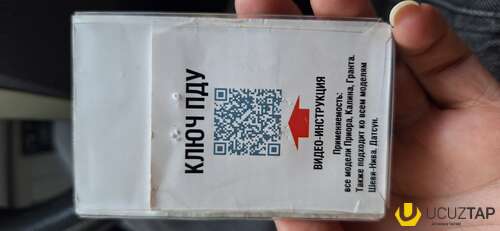 КЛЮЧ ПДУ
ВИДЕО-ИНСТРУКЦИЯ
Применяемость:
все модели Приора, Калина, Гранта.
Также подходит ко всем моделям
Шеви-Нива, Датсун.
UCUZTAP